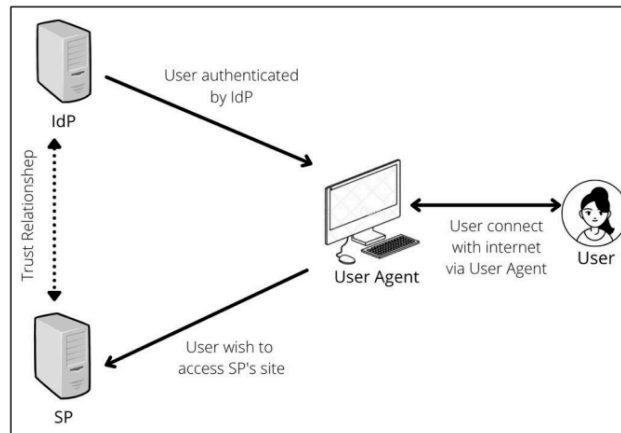 User authenticated
by IdP
IdP
Trust Relationshep
User Agent
User connect
with internet
via User Agent
User
User wish to
access SP's site
SP